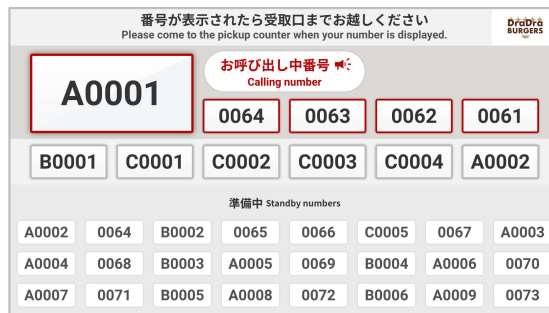 番号が表示されたら受取口までお越しください
Please come to the pickup counter when your number is displayed.
DraDra
BURGERS
A0001
お呼び出し中番号
Calling number
0064 0063 0062 0061
B0001 C0001 C0002 C0003 C0004 A0002
準備中 Standby numbers
A0002 0064 B0002 0065 0066 C0005 0067 A0003
A0004 0068 B0003 A0005 0069 B0004 A0006 0070
A0007 0071 B0005 A0008 0072 B0006 A0009 0073